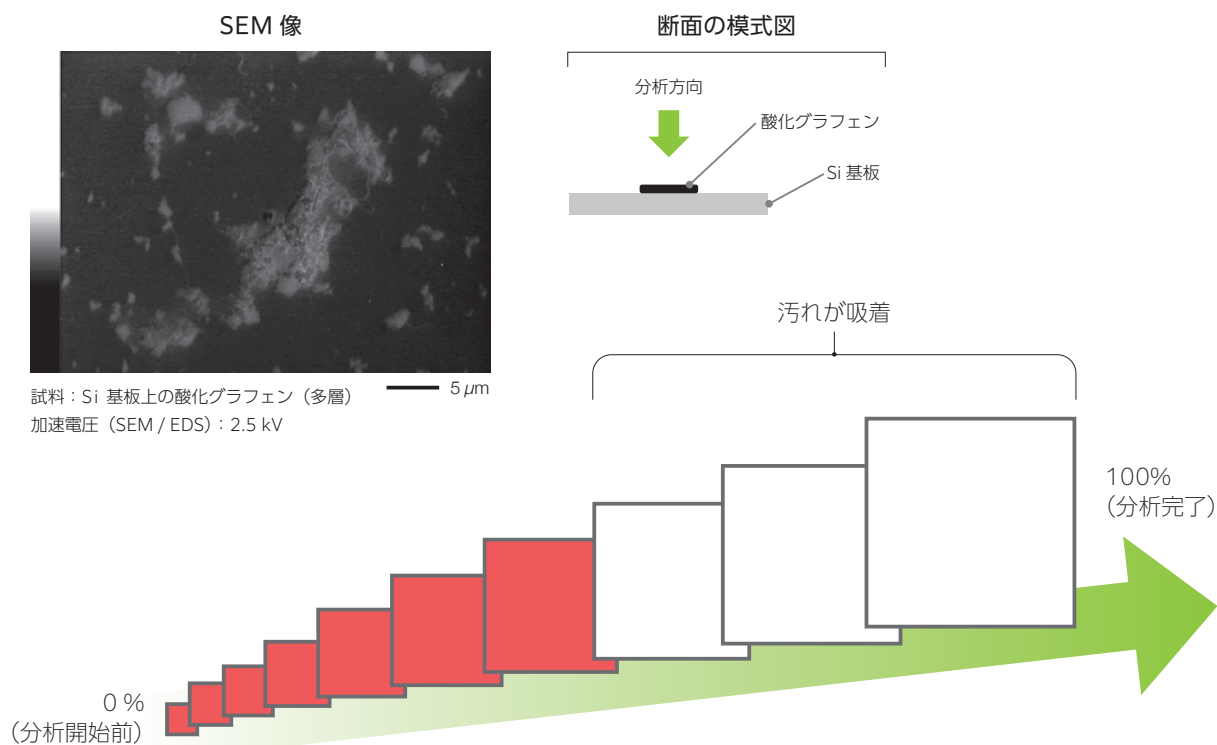 SEM 像
断面の模式図
分析方向
酸化グラフェン
Si 基板
汚れが吸着
5 μm
試料：Si 基板上の酸化グラフェン（多層）
加速電圧（SEM / EDS）：2.5 kV
100%
（分析完了）
0 %
（分析開始前）